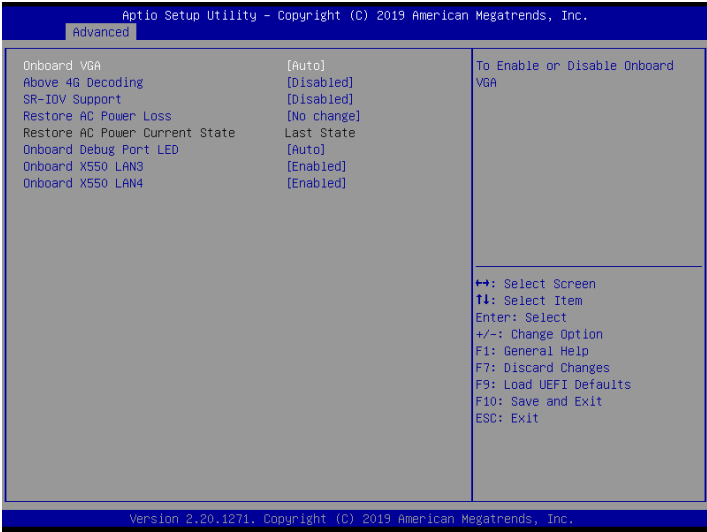 Aptio Setup Utility – Copyright (C) 2019 American Megatrends, Inc.
Advanced
Onboard VGA [Auto]
Above 4G Decoding [Disabled]
SR-IOV Support [Disabled]
Restore AC Power Loss [No change]
Restore AC Power Current State Last State
Onboard Debug Port LED [Auto]
Onboard X550 LAN3 [Enabled]
Onboard X550 LAN4 [Enabled]
To Enable or Disable Onboard
VGA
↔: Select Screen
↑↓: Select Item
Enter: Select
+/-: Change Option
F1: General Help
F7: Discard Changes
F9: Load UEFI Defaults
F10: Save and Exit
ESC: Exit
Version 2.20.1271. Copyright (C) 2019 American Megatrends, Inc.